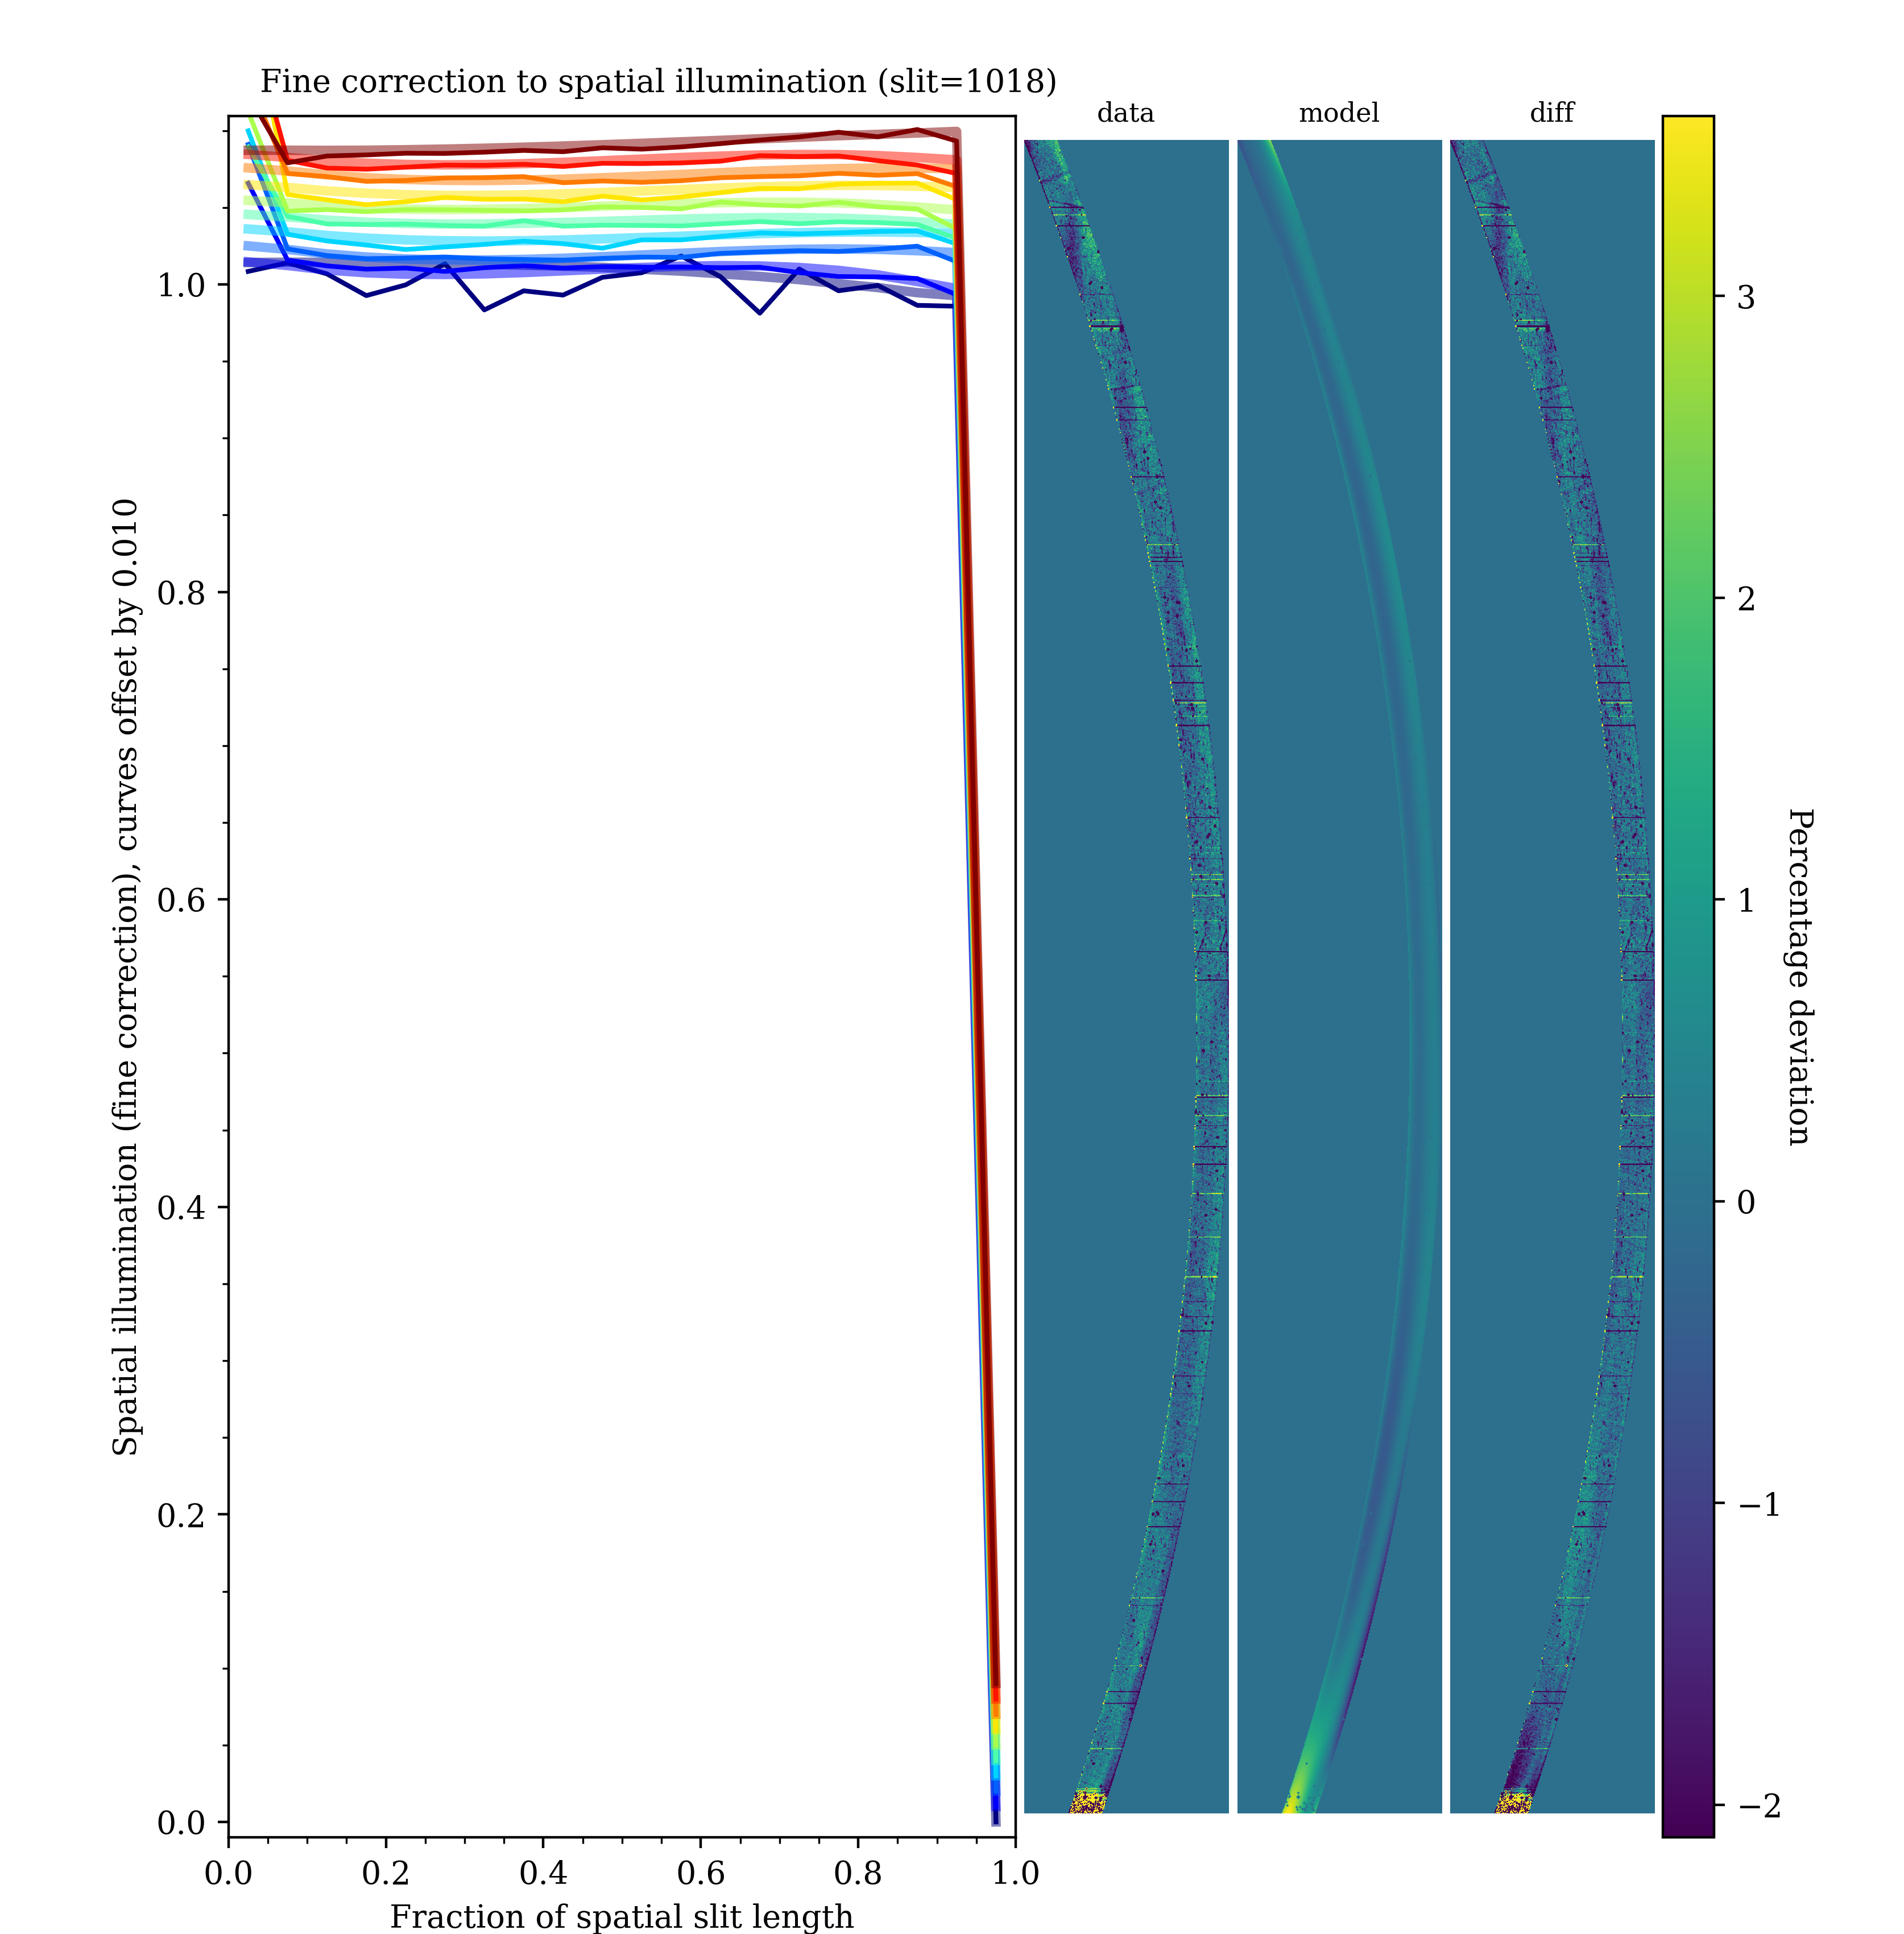 Fine correction to spatial illumination (slit=1018)
data
model
diff
Spatial illumination (fine correction), curves offset by 0.010
1.0
0.8
0.6
0.4
0.2
0.0
0.0
0.2
0.4
0.6
0.8
1.0
Fraction of spatial slit length
3
2
1
0
−1
−2
Percentage deviation